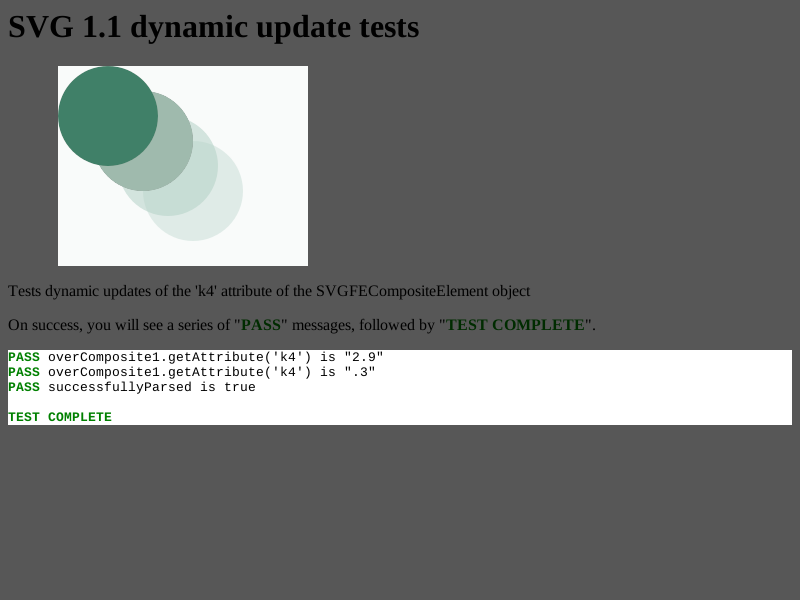 SVG 1.1 dynamic update tests
Tests dynamic updates of the 'k4' attribute of the SVGFECompositeElement object
On success, you will see a series of "PASS" messages, followed by "TEST COMPLETE".
PASS overComposite1.getAttribute('k4') is "2.9"
PASS overComposite1.getAttribute('k4') is ".3"
PASS successfullyParsed is true
TEST COMPLETE